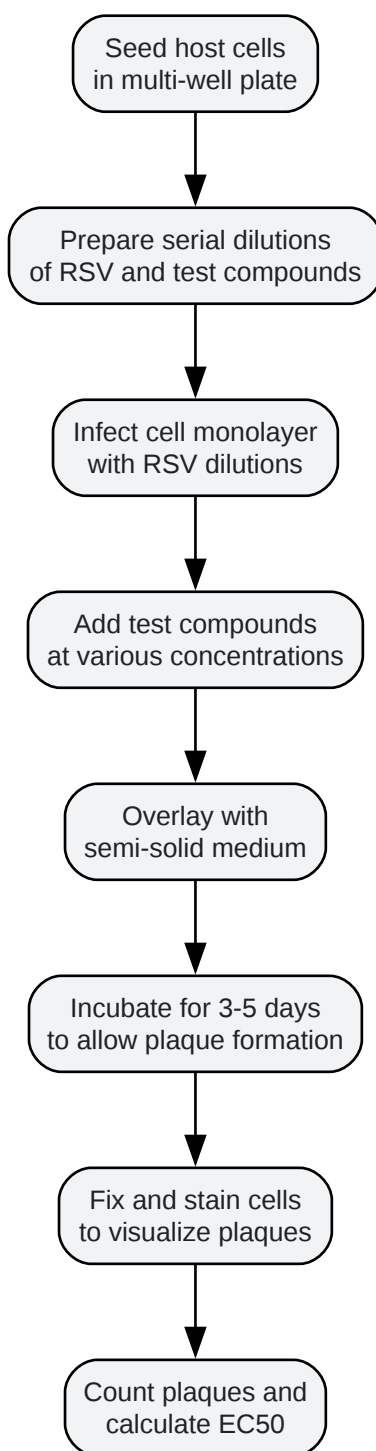 Seed host cells
in multi-well plate
Prepare serial dilutions
of RSV and test compounds
Infect cell monolayer
with RSV dilutions
Add test compounds
at various concentrations
Overlay with
semi-solid medium
Incubate for 3-5 days
to allow plaque formation
Fix and stain cells
to visualize plaques
Count plaques and
calculate EC50